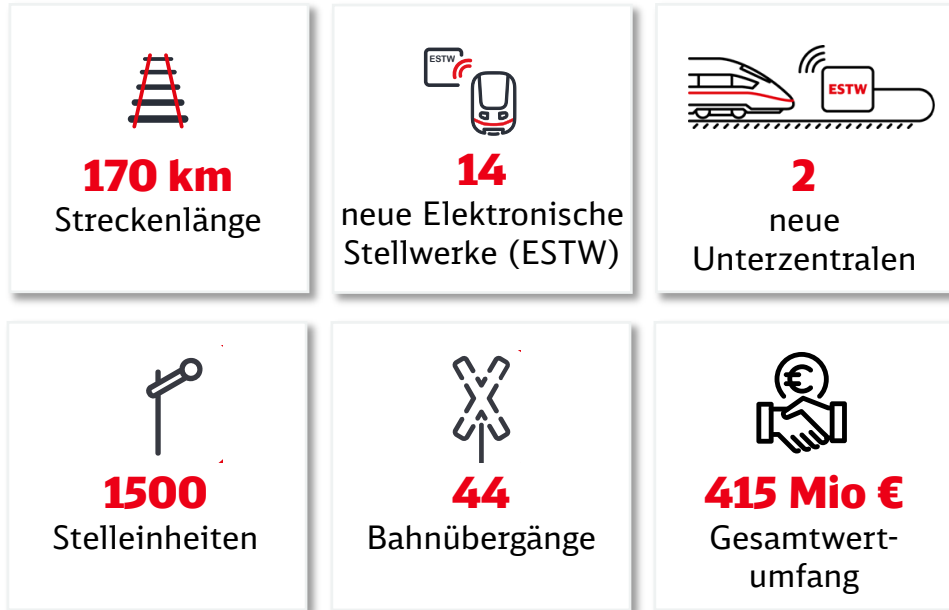 170 km
Streckenlänge
ESTW
14
neue Elektronische
Stellwerke (ESTW)
ESTW
2
neue
Unterzentralen
1500
Stelleinheiten
44
Bahnübergänge
€
415 Mio €
Gesamtwert-
umfang